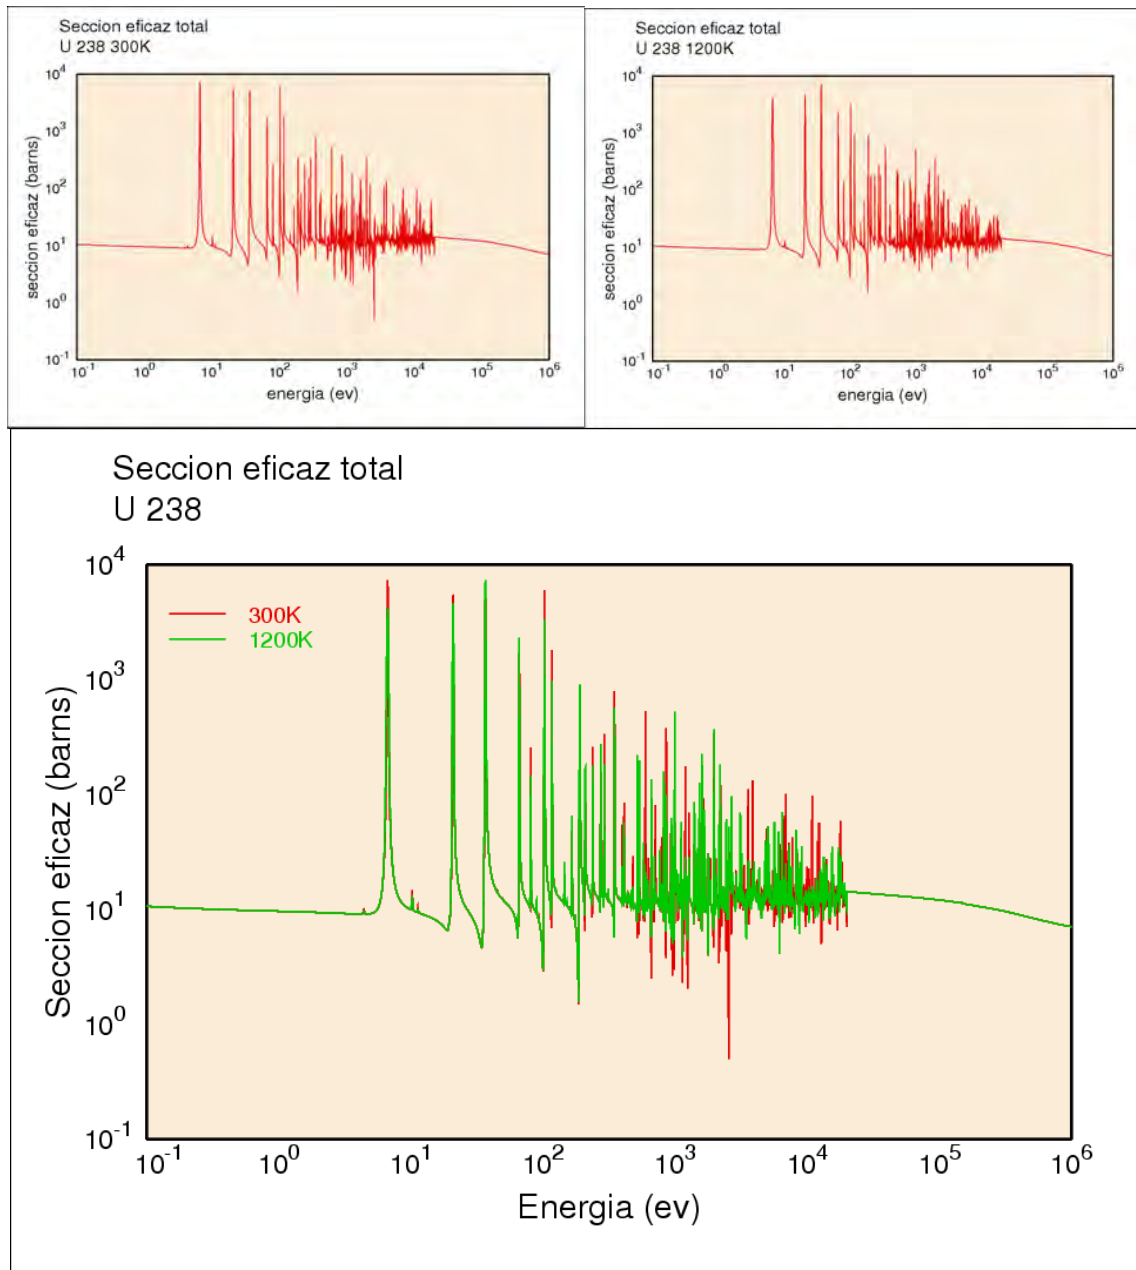 Seccion eficaz total
U 238 300K
10^4
10^3
10^2
10^1
10^0
10^-1
seccion eficaz (barns)
10^-1 10^0 10^1 10^2 10^3 10^4 10^5 10^6
energia (ev)
Seccion eficaz total
U 238 1200K
10^4
10^3
10^2
10^1
10^0
10^-1
seccion eficaz (barns)
10^-1 10^0 10^1 10^2 10^3 10^4 10^5 10^6
energia (ev)
Seccion eficaz total
U 238
10^4
10^3
10^2
10^1
10^0
10^-1
Seccion eficaz (barns)
300K
1200K
10^-1 10^0 10^1 10^2 10^3 10^4 10^5 10^6
Energia (ev)